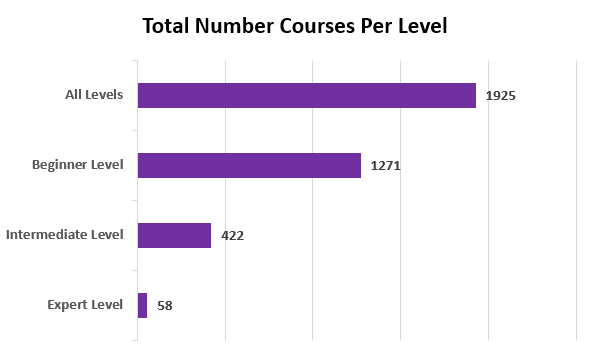 Total Number Courses Per Level
All Levels 1925
Beginner Level 1271
Intermediate Level 422
Expert Level 58